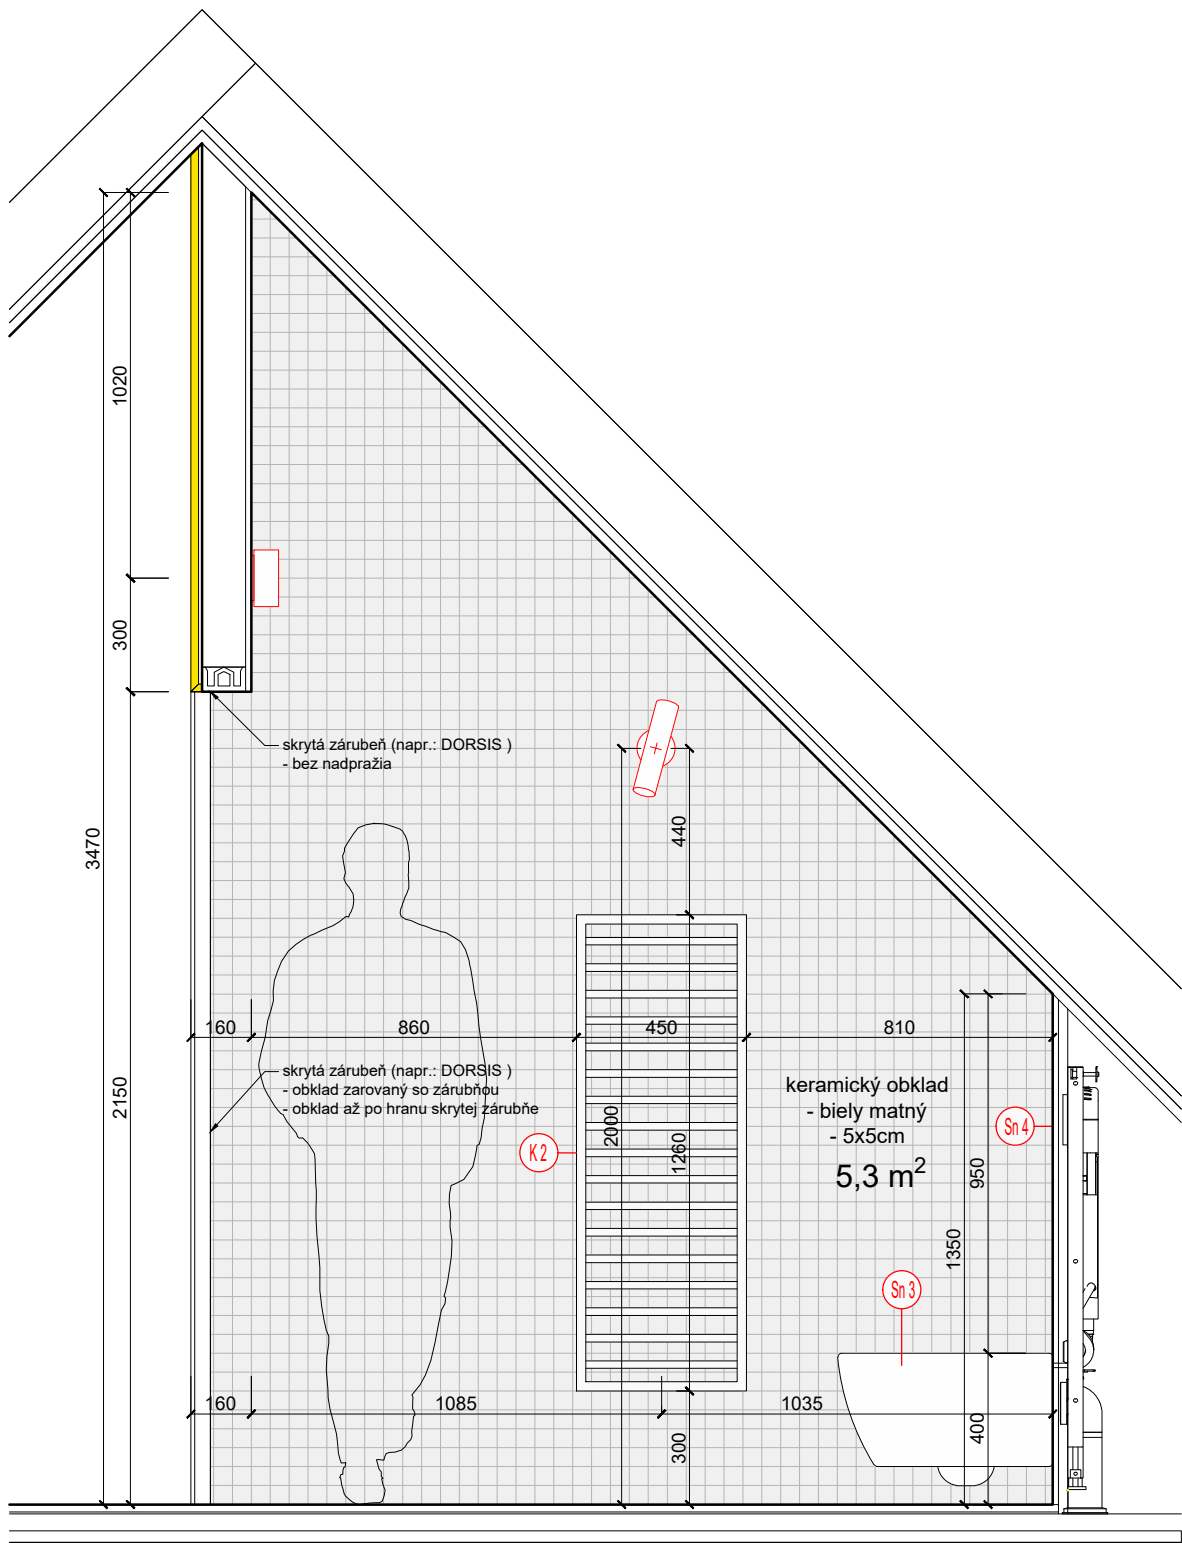 1020
300
skrytá zárubeň (napr.: DORSIS )
- bez nadpražia
3470
440
160
860
450
810
skrytá zárubeň (napr.: DORSIS )
- obklad zarovaný so zárubňou
- obklad až po hranu skrytej zárubňe
2150
2000
1260
K 2
keramický obklad
- biely matný
- 5x5cm
5,3 m²
Sn 4
950
1350
Sn 3
160
1085
1035
300
400